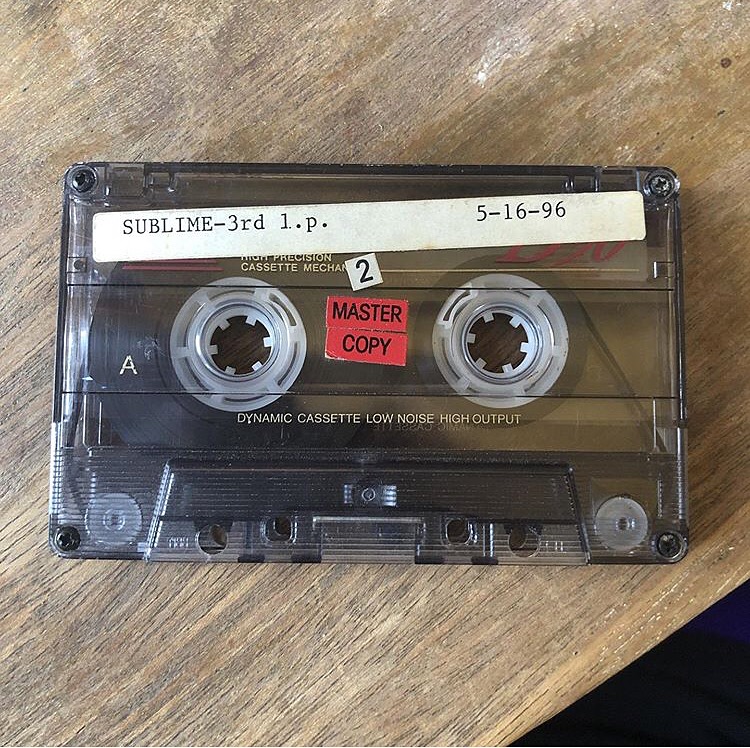 SUBLIME-3rd l.p. 5-16-96
HIGH PRECISION
CASSETTE MECHAN
2
MASTER
COPY
A
DYNAMIC CASSETTE LOW NOISE HIGH OUTPUT